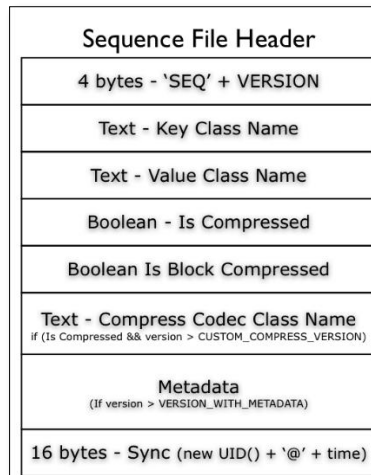 Sequence File Header
4 bytes - ‘SEQ’ + VERSION
Text - Key Class Name
Text - Value Class Name
Boolean - Is Compressed
Boolean Is Block Compressed
Text - Compress Codec Class Name
if (Is Compressed && version > CUSTOM_COMPRESS_VERSION)
Metadata
(If version > VERSION_WITH_METADATA)
16 bytes - Sync (new UID() + ‘@’ + time)